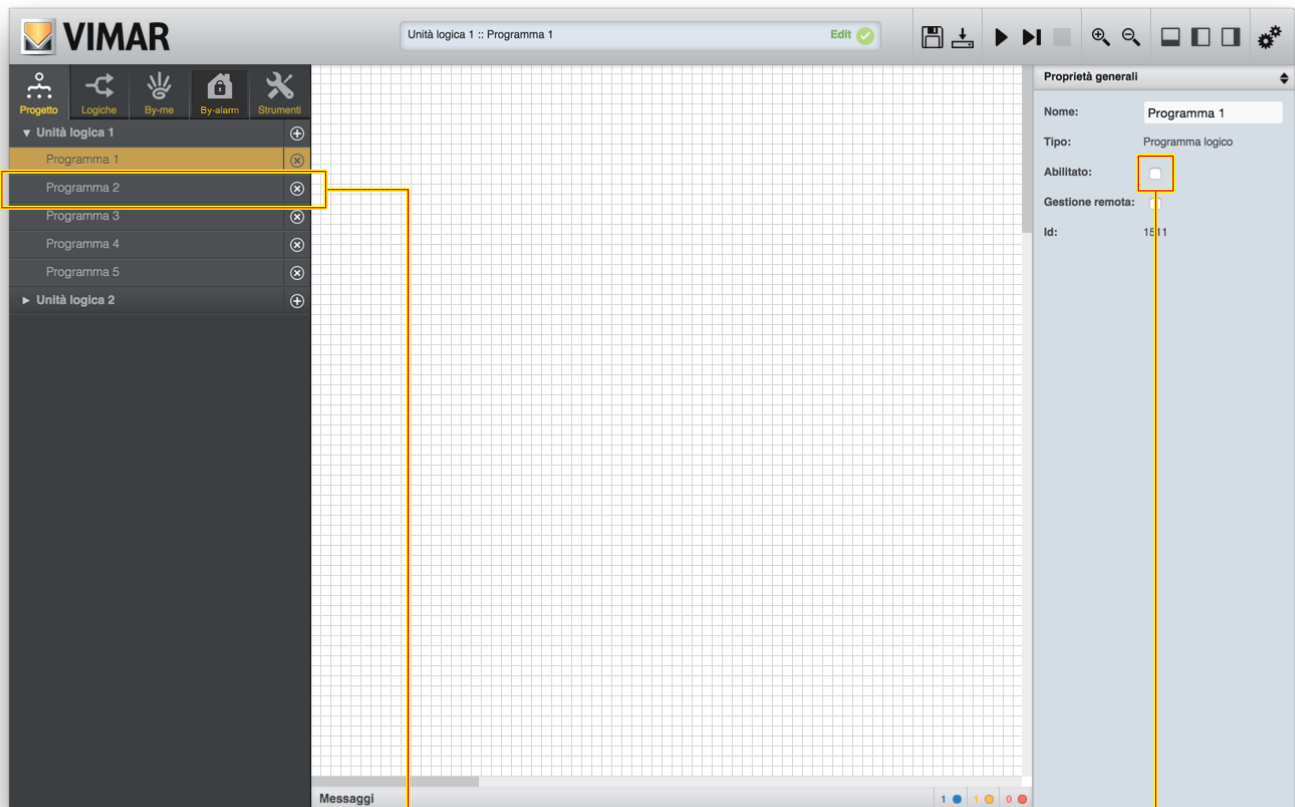 VIMAR
Unità logica 1 :: Programma 1
Edit
Progetto
Logiche
By-me
By-alarm
Strumenti
Unità logica 1
Programma 1
Programma 2
Programma 3
Programma 4
Programma 5
Unità logica 2
Proprietà generali
Nome: Programma 1
Tipo: Programma logico
Abilitato:
Gestione remota:
Id: 1511
Messaggi
1 1 0